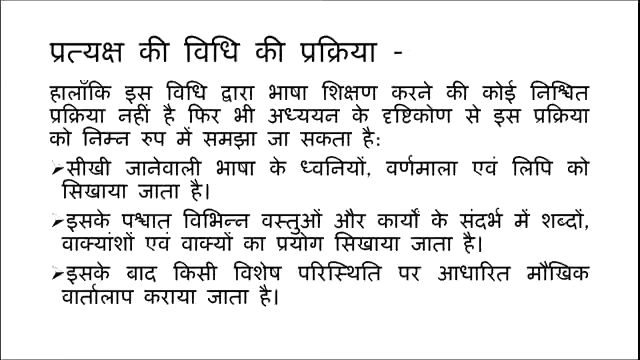 प्रत्यक्ष की विधि की प्रक्रिया -
हालाँकि इस विधि द्वारा भाषा शिक्षण करने की कोई निश्चित
प्रक्रिया नहीं है फिर भी अध्ययन के दृष्टिकोण से इस प्रक्रिया
को निम्न रुप में समझा जा सकता है:
➢सीखी जानेवाली भाषा के ध्वनियों, वर्णमाला एवं लिपि को
सिखाया जाता है।
➢इसके पश्चात विभिन्न वस्तुओं और कार्यों के संदर्भ में शब्दों,
वाक्यांशों एवं वाक्यों का प्रयोग सिखाया जाता है।
➢इसके बाद किसी विशेष परिस्थिति पर आधारित मौखिक
वार्तालाप कराया जाता है।